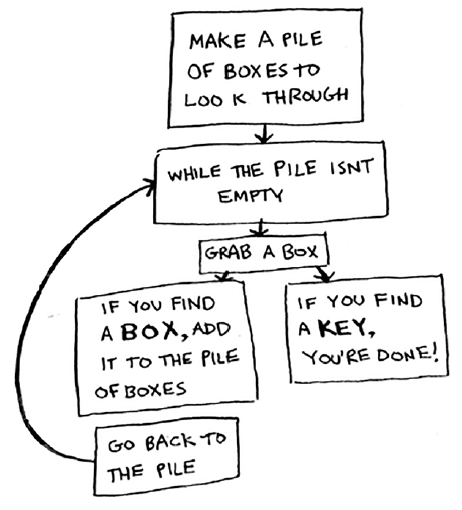 MAKE A PILE
OF BOXES TO
LOOK THROUGH
WHILE THE PILE ISNT
EMPTY
GRAB A BOX
IF YOU FIND
A BOX, ADD
IT TO THE PILE
OF BOXES
IF YOU FIND
A KEY,
YOU'RE DONE!
GO BACK TO
THE PILE